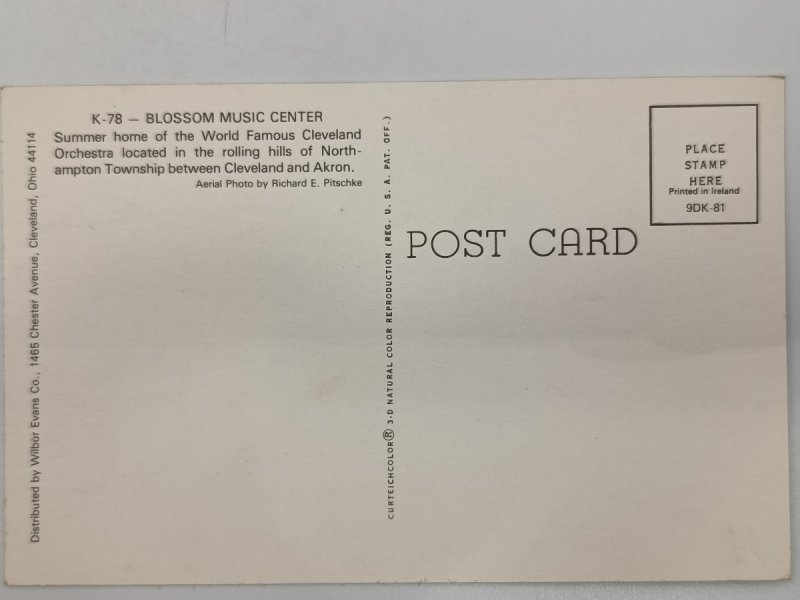 K-78 — BLOSSOM MUSIC CENTER
Summer home of the World Famous Cleveland
Orchestra located in the rolling hills of North-
ampton Township between Cleveland and Akron.
Aerial Photo by Richard E. Pitschke
Distributed by Wilbur Evans Co., 1465 Chester Avenue, Cleveland, Ohio 44114
CURTEICHCOLOR® 3-D NATURAL COLOR REPRODUCTION (REG. U. S. A. PAT. OFF.)
POST CARD
PLACE
STAMP
HERE
Printed in Ireland
9DK-81